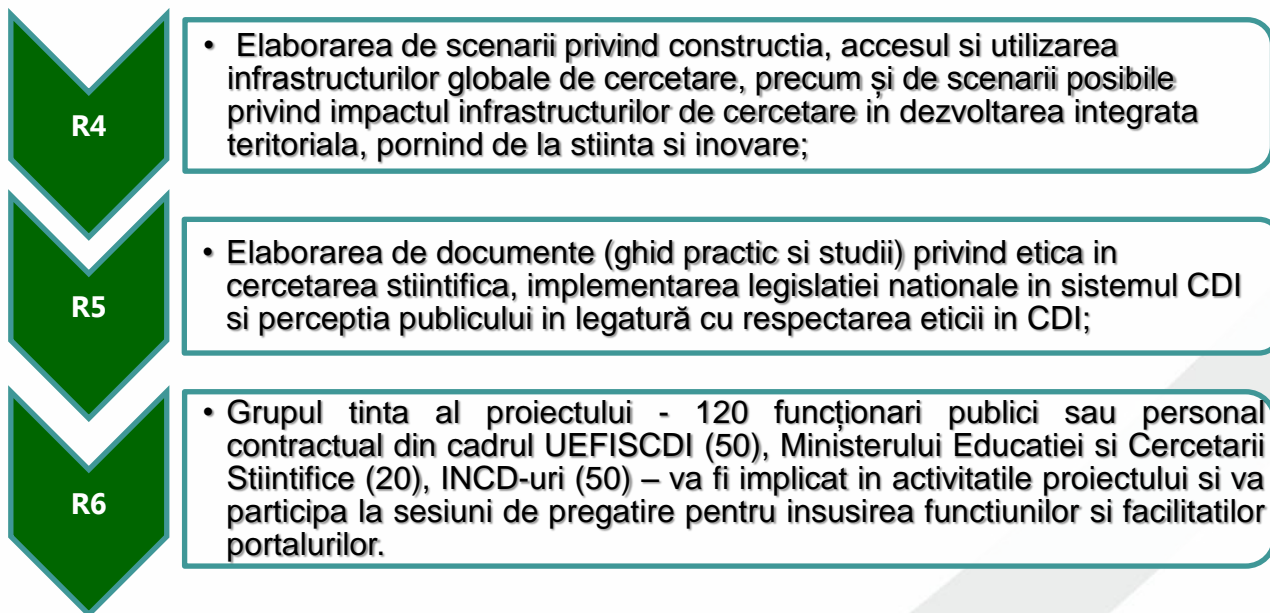 R4
• Elaborarea de scenarii privind constructia, accesul si utilizarea
infrastructurilor globale de cercetare, precum și de scenarii posibile
privind impactul infrastructurilor de cercetare in dezvoltarea integrata
teritoriala, pornind de la stiinta si inovare;
R5
• Elaborarea de documente (ghid practic si studii) privind etica in
cercetarea stiintifica, implementarea legislatiei nationale in sistemul CDI
si perceptia publicului in legatură cu respectarea eticii in CDI;
R6
• Grupul tinta al proiectului - 120 funcționari publici sau personal
contractual din cadrul UEFISCDI (50), Ministerului Educatiei si Cercetarii
Stiintifice (20), INCD-uri (50) – va fi implicat in activitatile proiectului si va
participa la sesiuni de pregatire pentru insusirea functiunilor si facilitatilor
portalurilor.